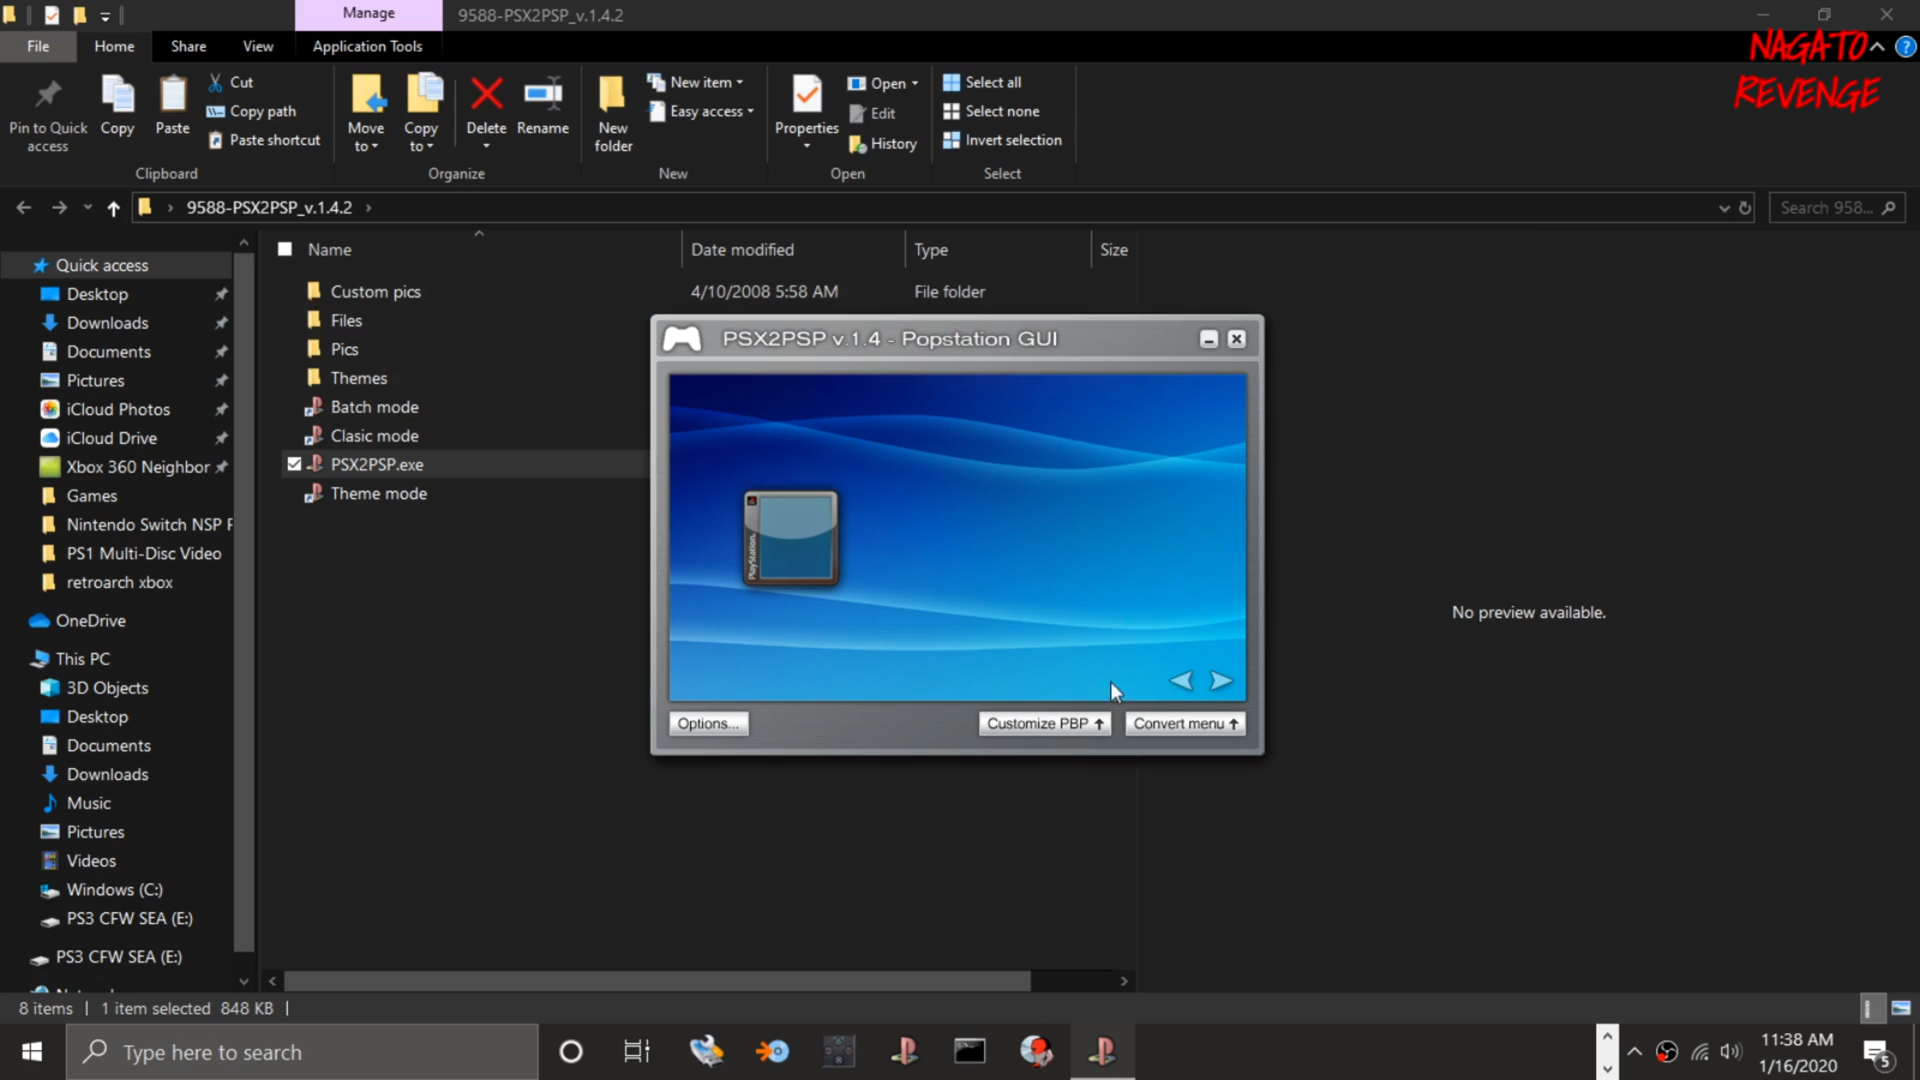 Manage
9588-PSX2PSP_v.1.4.2
NAGATO
REVENGE
File
Home
Share
View
Application Tools
Pin to Quick
access
Copy
Paste
Cut
Copy path
Paste shortcut
Clipboard
Move
to
Copy
to
Delete
Rename
Organize
New
folder
New item
Easy access
New
Properties
Open
Edit
History
Open
Select all
Select none
Invert selection
Select
9588-PSX2PSP_v.1.4.2
Search 958...
Name
Date modified
Type
Size
Quick access
Desktop
Downloads
Documents
Pictures
iCloud Photos
iCloud Drive
Xbox 360 Neighbor
Games
Nintendo Switch NSP F
PS1 Multi-Disc Video
retroarch xbox
OneDrive
This PC
3D Objects
Desktop
Documents
Downloads
Music
Pictures
Videos
Windows (C:)
PS3 CFW SEA (E:)
PS3 CFW SEA (E:)
Custom pics
4/10/2008 5:58 AM
File folder
Files
Pics
Themes
Batch mode
Clasic mode
PSX2PSP.exe
Theme mode
PSX2PSP v.1.4 - Popstation GUI
PlayStation.
Options...
Customize PBP
Convert menu
No preview available.
8 items
1 item selected 848 KB
Type here to search
11:38 AM
1/16/2020
5